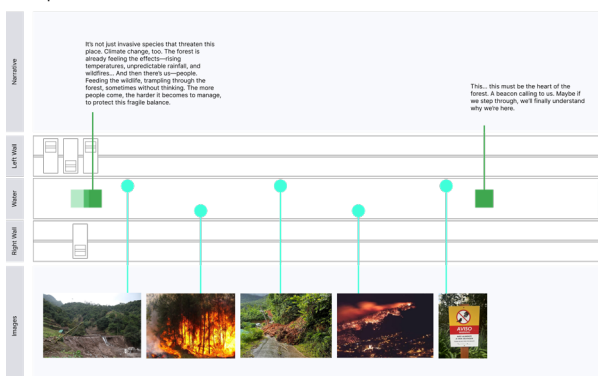 Narrative
It's not just invasive species that threaten this
place. Climate change, too. The forest is
already feeling the effects—rising
temperatures, unpredictable rainfall, and
wildfires... And then there's us—people.
Feeding the wildlife, trampling through the
forest, sometimes without thinking. The more
people come, the harder it becomes to manage,
to protect this fragile balance.
This... this must be the heart of the
forest. A beacon calling to us. Maybe if
we step through, we'll finally understand
why we're here.
Left Wall
Water
Right Wall
Images
AVISO